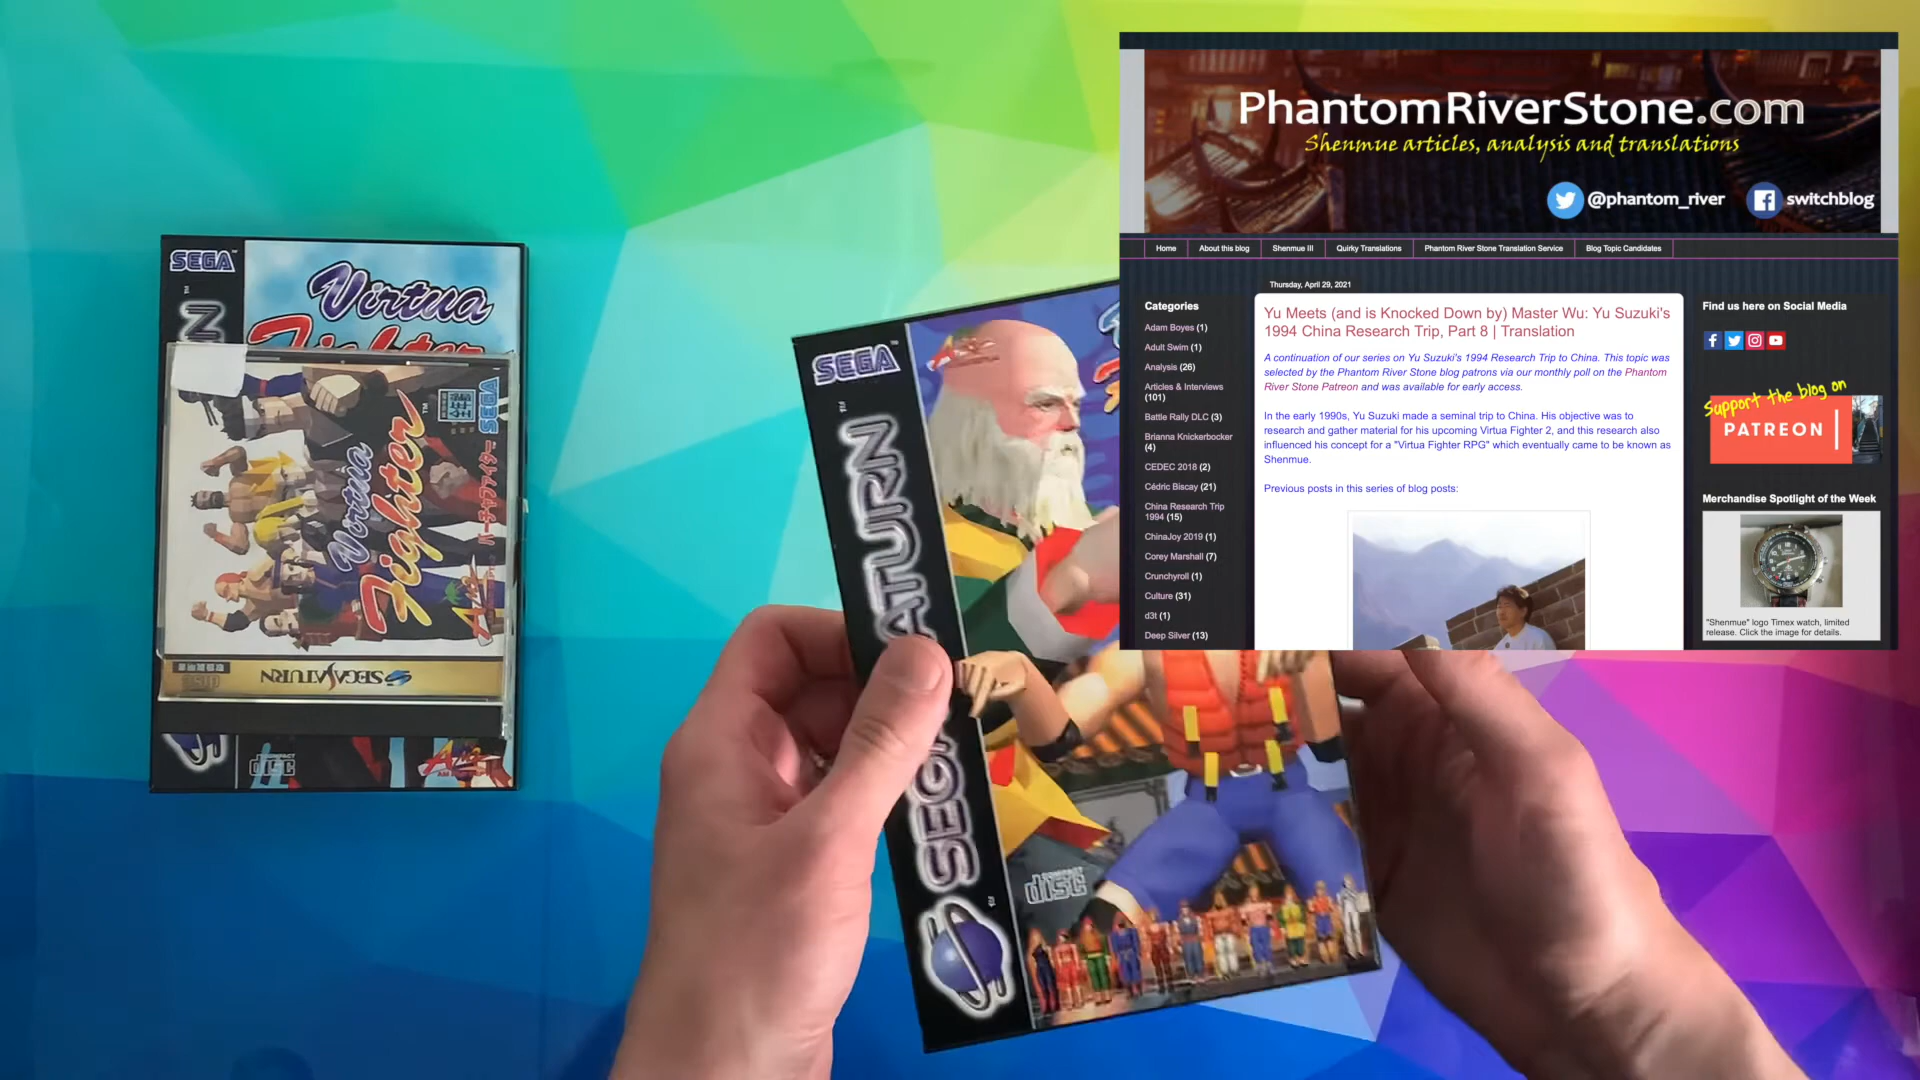 SEGA
Virtua
Fighter
Virtua
Fighter
SEGA
バーチャファイター
SEGASATURN
COMPACT
disc
SEGA
SEGA SATURN
COMPACT
disc
PhantomRiverStone.com
Shenmue articles, analysis and translations
@phantom_river
switchblog
Home
About this blog
Shenmue III
Quirky Translations
Phantom River Stone Translation Service
Blog Topic Candidates
Thursday, April 29, 2021
Categories
Adam Boyes (1)
Adult Swim (1)
Analysis (26)
Articles & Interviews
(101)
Battle Rally DLC (3)
Brianna Knickerbocker
(4)
CEDEC 2018 (2)
Cédric Biscay (21)
China Research Trip
1994 (15)
ChinaJoy 2019 (1)
Corey Marshall (7)
Crunchyroll (1)
Culture (31)
d3t (1)
Deep Silver (13)
Yu Meets (and is Knocked Down by) Master Wu: Yu Suzuki's
1994 China Research Trip, Part 8 | Translation
A continuation of our series on Yu Suzuki's 1994 Research Trip to China. This topic was
selected by the Phantom River Stone blog patrons via our monthly poll on the Phantom
River Stone Patreon and was available for early access.
In the early 1990s, Yu Suzuki made a seminal trip to China. His objective was to
research and gather material for his upcoming Virtua Fighter 2, and this research also
influenced his concept for a "Virtua Fighter RPG" which eventually came to be known as
Shenmue.
Previous posts in this series of blog posts:
Find us here on Social Media
Support the blog on
PATREON
Merchandise Spotlight of the Week
"Shenmue" logo Timex watch, limited
release. Click the image for details.